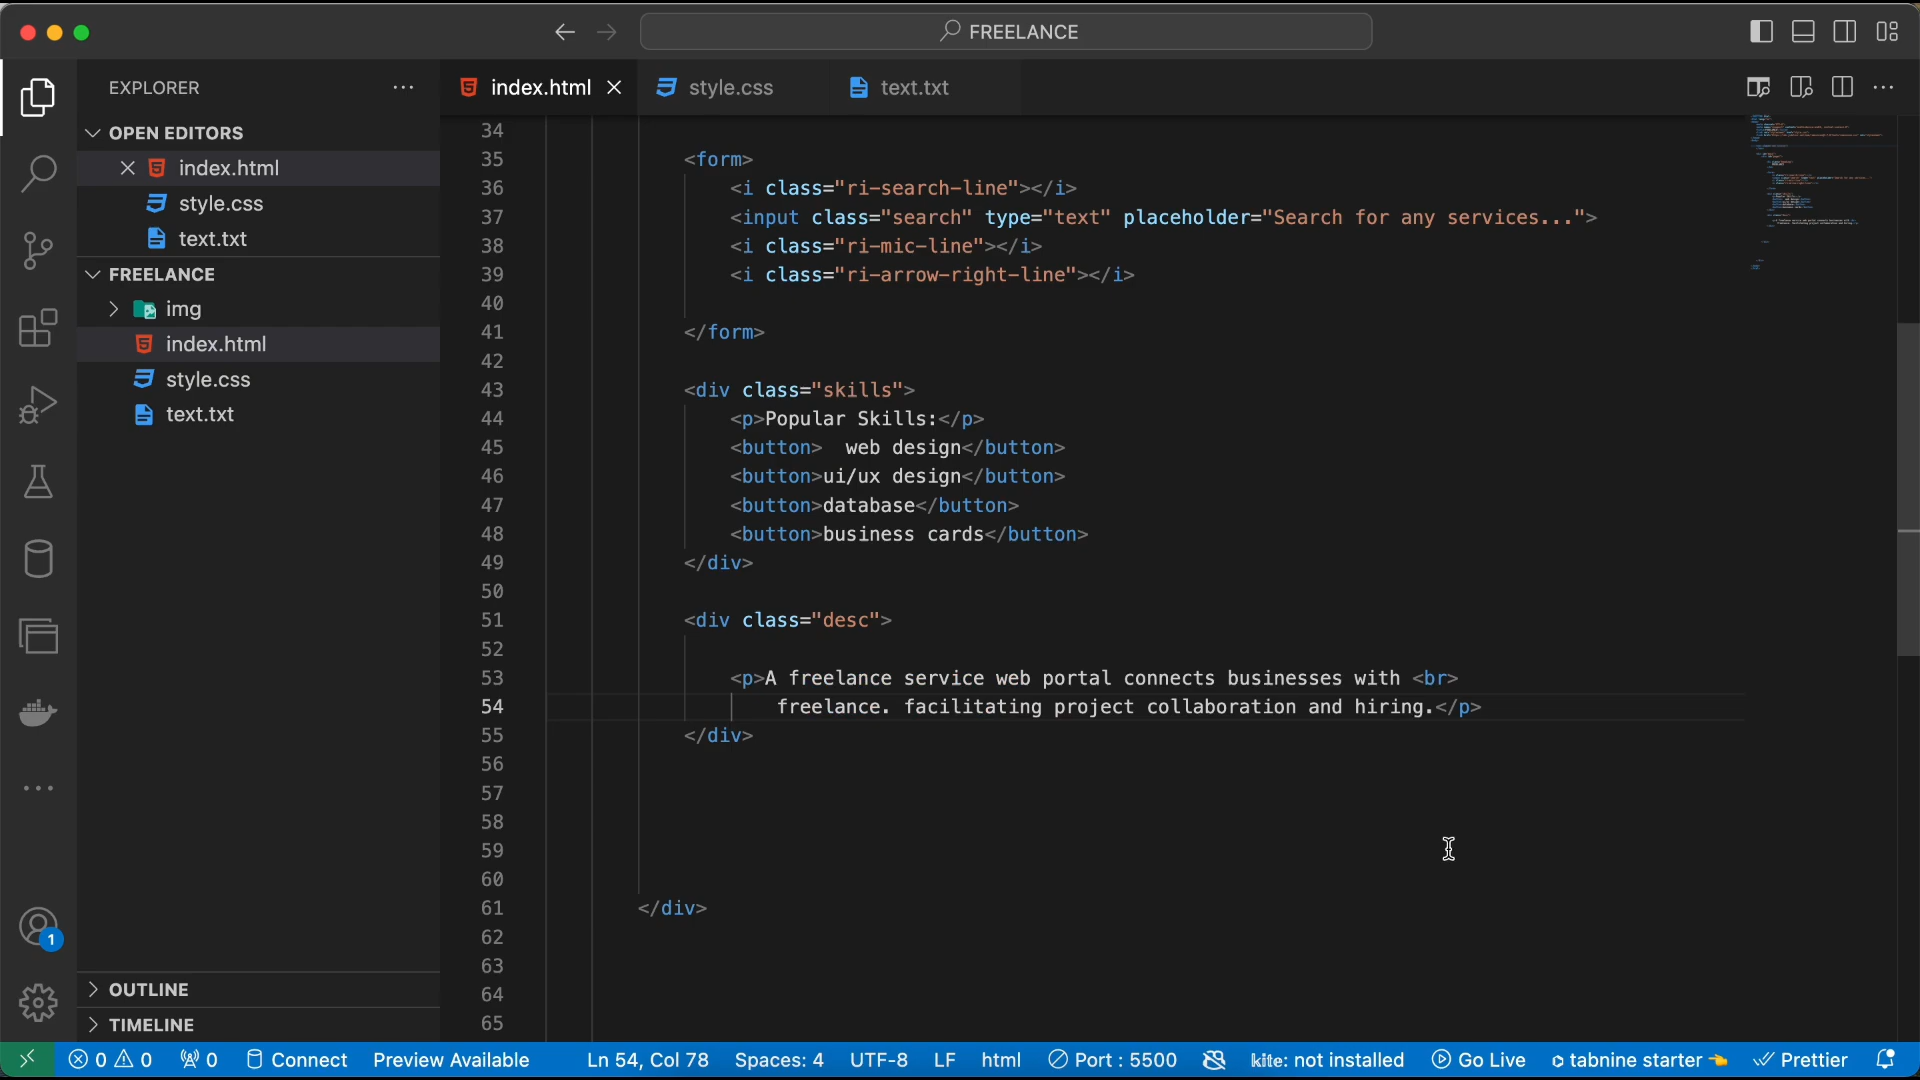 FREELANCE
EXPLORER
index.html
style.css
text.txt
OPEN EDITORS
index.html
style.css
text.txt
FREELANCE
img
index.html
style.css
text.txt
34
35 <form>
36 <i class="ri-search-line"></i>
37 <input class="search" type="text" placeholder="Search for any services...">
38 <i class="ri-mic-line"></i>
39 <i class="ri-arrow-right-line"></i>
40
41 </form>
42
43 <div class="skills">
44 <p>Popular Skills:</p>
45 <button>  web design</button>
46 <button>ui/ux design</button>
47 <button>database</button>
48 <button>business cards</button>
49 </div>
50
51 <div class="desc">
52
53 <p>A freelance service web portal connects businesses with <br>
54 freelance. facilitating project collaboration and hiring.</p>
55 </div>
56
57
58
59
60
61 </div>
62
63
64
65
1
OUTLINE
TIMELINE
0 0 0 Connect Preview Available Ln 54, Col 78 Spaces: 4 UTF-8 LF html Port : 5500 kite: not installed Go Live tabnine starter Prettier